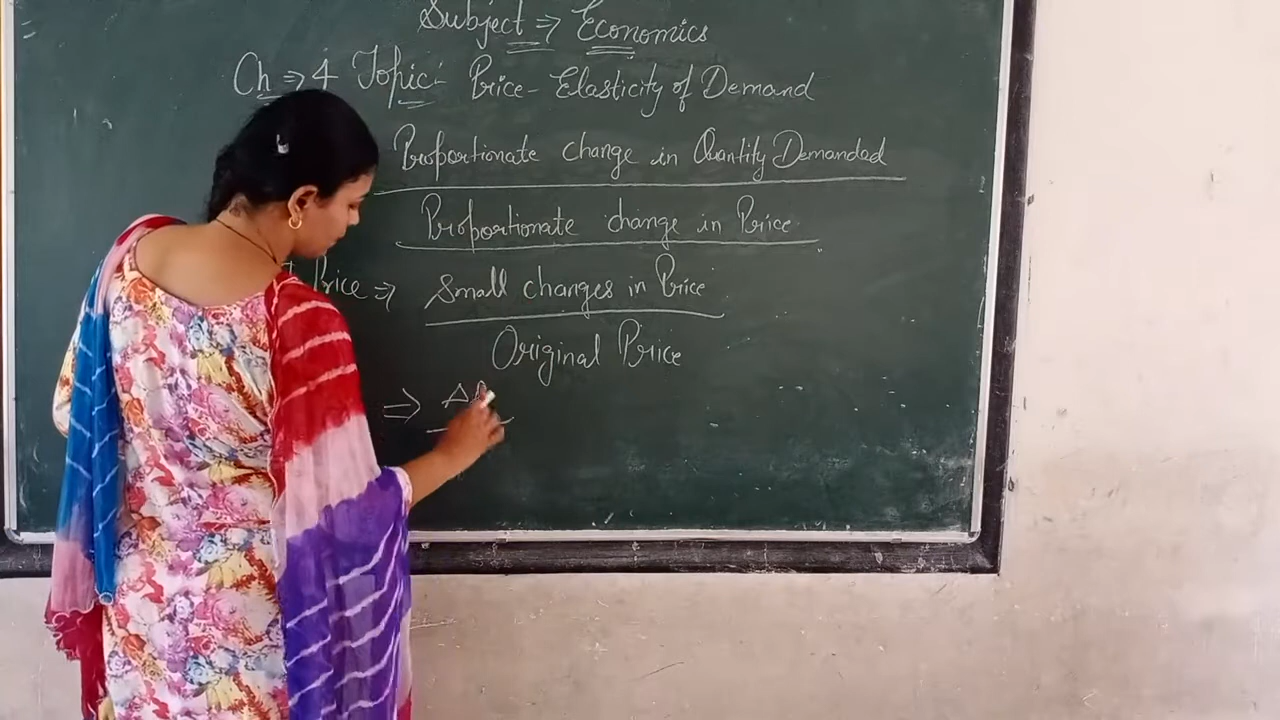 Subject ⇒ Economics
Ch ⇒ 4 Topic:- Price- Elasticity of Demand
Proportionate change in Quantity Demanded
Proportionate change in Price
Price ⇒ Small changes in Price
Original Price
⇒ Δ